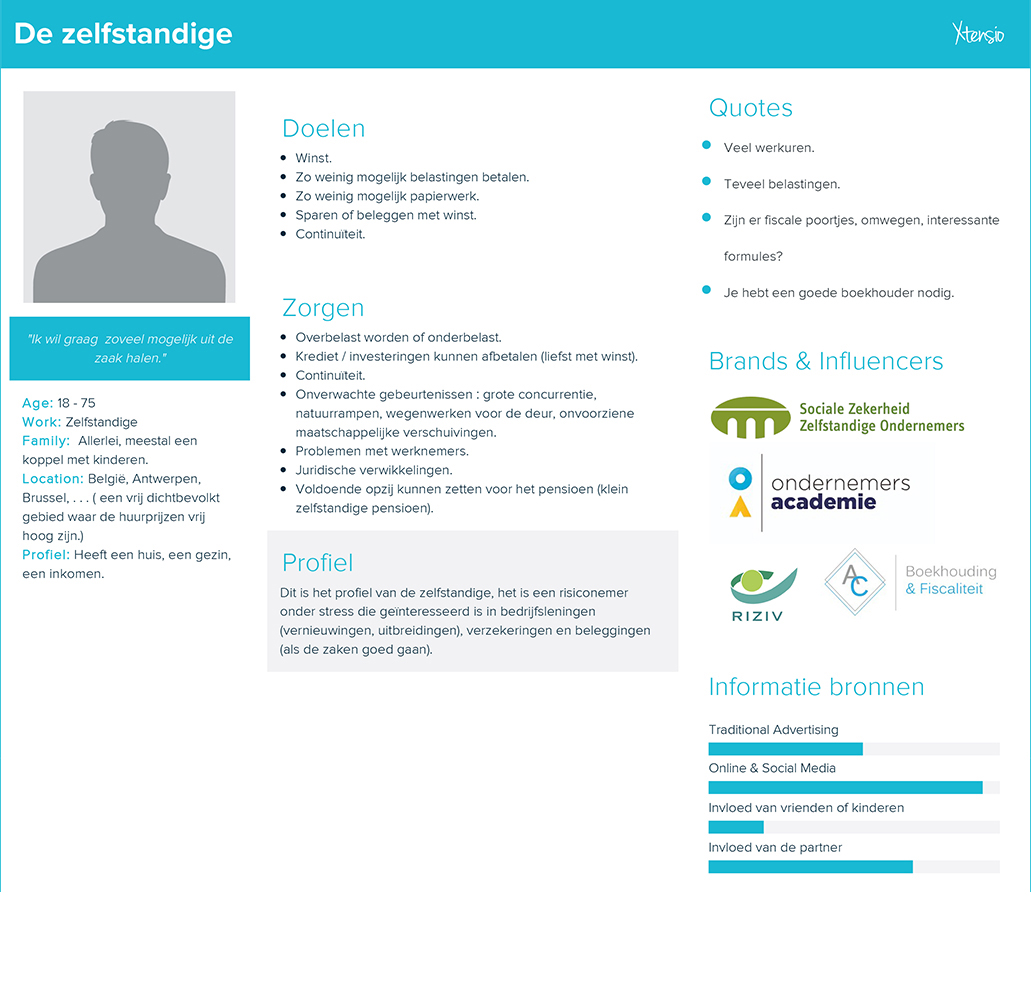 De zelfstandige
Xtensio
"Ik wil graag  zoveel mogelijk uit de
zaak halen."
Age: 18 - 75
Work: Zelfstandige
Family:  Allerlei, meestal een
koppel met kinderen.
Location: België, Antwerpen,
Brussel, . . . ( een vrij dichtbevolkt
gebied waar de huurprijzen vrij
hoog zijn.)
Profiel: Heeft een huis, een gezin,
een inkomen.
Doelen
• Winst.
• Zo weinig mogelijk belastingen betalen.
• Zo weinig mogelijk papierwerk.
• Sparen of beleggen met winst.
• Continuïteit.
Zorgen
• Overbelast worden of onderbelast.
• Krediet / investeringen kunnen afbetalen (liefst met winst).
• Continuïteit.
• Onverwachte gebeurtenissen : grote concurrentie,
natuurrampen, wegenwerken voor de deur, onvoorziene
maatschappelijke verschuivingen.
• Problemen met werknemers.
• Juridische verwikkelingen.
• Voldoende opzij kunnen zetten voor het pensioen (klein
zelfstandige pensioen).
Profiel
Dit is het profiel van de zelfstandige, het is een risiconemer
onder stress die geïnteresseerd is in bedrijfsleningen
(vernieuwingen, uitbreidingen), verzekeringen en beleggingen
(als de zaken goed gaan).
Quotes
• Veel werkuren.
• Teveel belastingen.
• Zijn er fiscale poortjes, omwegen, interessante
formules?
• Je hebt een goede boekhouder nodig.
Brands & Influencers
Sociale Zekerheid
Zelfstandige Ondernemers
ondernemers
academie
RIZIV
AC
Boekhouding
& Fiscaliteit
Informatie bronnen
Traditional Advertising
Online & Social Media
Invloed van vrienden of kinderen
Invloed van de partner